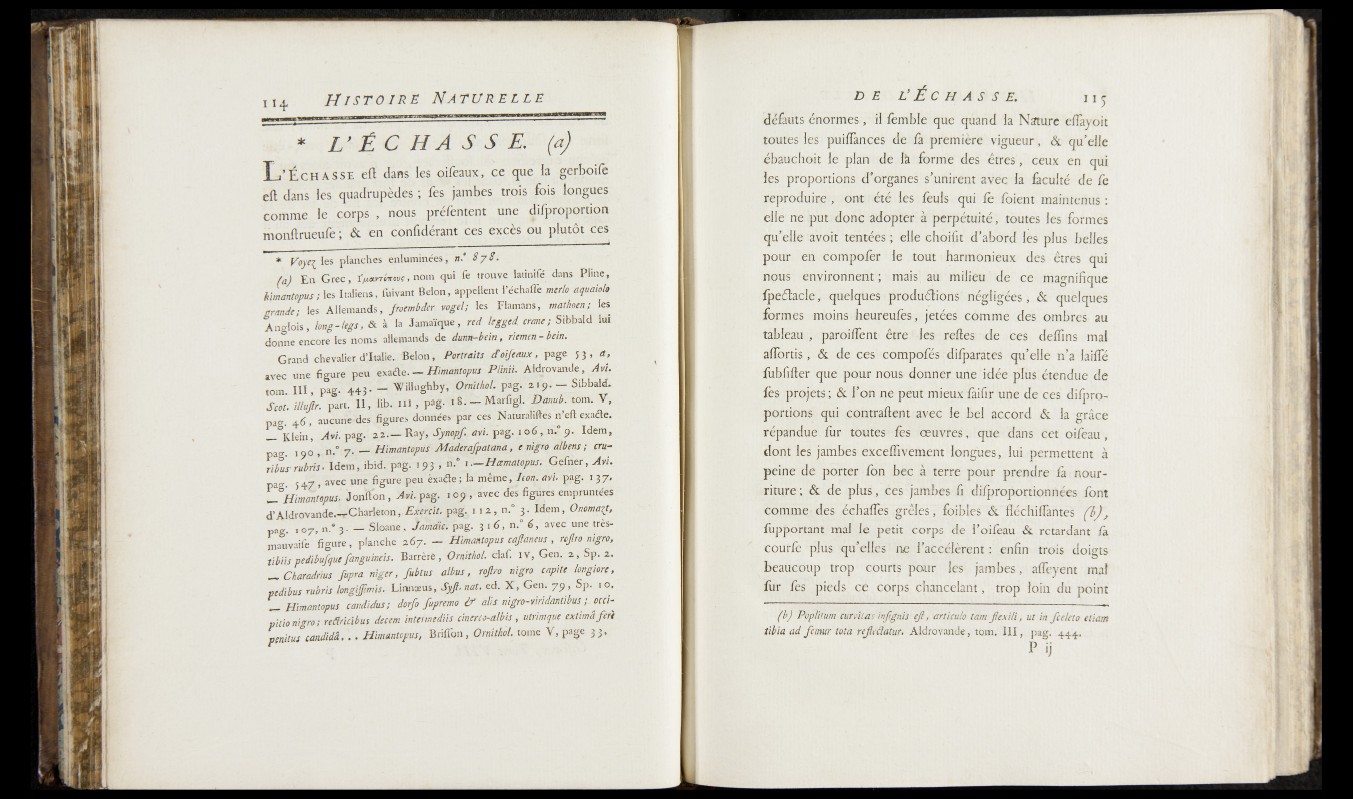 114 HISTOIRE NATURELLE
* L'ÉCHASSE. (a)
L'ÉCHASSE eſt dans les oiſeaux, ce que la gerboiſe
eſt dans les quadrupèdes ; ſes jambes trois fois longues
comme le corps , nous préſentent une diſproportion
monſtrueuſe ; & en conſidérant ces excès ou plutôt ces
* Voyez les planches enluminées, n.° 878.
(a) En Grec, nom qui ſe trouve latiniſé dans Pline,
himantopus ; les Italiens, ſuivant Belon, appellent l'échaſſe merlo aquaiolo
grande; les Allemands, froembder vogel; les Flamans, mathoen; les
Anglois, long-legs, & à la Jamaïque, red legged crane; Sibbald lui
donne encore les noms allemands de dunn-bein, riemen-bein.
Grand chevalier d'Italie. Belon, Portraits d'oiſeaux, page 53, a,
avec une figure peu exacte. — Himantopus Plinii. Aldrovande, Avi.
tom. III, pag. 443. — Willughby, Ornithol. pag. 219. — Sibbald.
Scot. illuſtr. part. II, lib. III, pag. 18. — Marſigl. Danub. tom. V,
pag. 46, aucune des figures données par ces Naturaliſtes n'eſt exacte.
— Klein, Avi. pag. 22. — Ray, Synopſ. avi. pag. 106, n.° 9. Idem,
pag. 190, n.° 7. — Himantopus Maderaſpatana, e nigro albens ; cru-
ribus rubris. Idem, ibid. pag. 193, n.° 1. — Hæmatopus. Geſner, Avi.
pag. 547, avec une figure peu exacte ; la même, Icon. avi. pag. 137.
— Himantopus. Jonſton, Avi. pag. 109, avec des figures empruntées
d'Aldrovande. — Charleton, Exercit. pag. 112, n.° 3. Idem, Onomazt,
pag. 107, n.° 3. — Sloane, Jamaïc. pag. 316, n.° 6, avec une très-
mauvaiſe figure, planche 267. — Himantopus caſtaneus, roſtro nigro,
tibiis pedibuſque ſanguineis. Barrère, Ornithol. claſ. IV, Gen. 2, Sp. 2.
— Charadrius ſupra niger, ſubtus albus, roſtro nigro capite longiore,
pedibus rubris longiſſimis. Linnæus, Syſt. nat. ed. X, Gen. 79, Sp. 10.
— Himantopus candidus; dorſo ſupremo & alis nigro-viridantibus ; occi-
pitio nigro ; rectricibus decem intermediis cinereo-albis, utrimque extimâ ferè
penitus candidâ... Himantopus, Briſſon, Ornithol. tome V, page 33.
DE L'ÉCHASSE. 115
défauts énormes, il ſemble que quand la Nature eſſayoit
toutes les puiſſances de ſa première vigueur, & qu'elle
ébauchoit le plan de la forme des êtres, ceux en qui
les proportions d'organes s'unirent avec la faculté de ſe
reproduire, ont été les ſeuls qui ſe ſoient maintenus :
elle ne put donc adopter à perpétuité, toutes les formes
qu'elle avoit tentées ; elle choiſit d'abord les plus belles
pour en compoſer le tout harmonieux des êtres qui
nous environnent ; mais au milieu de ce magnifique
ſpectacle, quelques productions négligées, & quelques
formes moins heureuſes, jetées comme des ombres au
tableau, paroiſſent être les reſtes de ces deſſins mal
aſſortis, & de ces compoſés diſparates qu'elle n'a laiſſé
ſubſiſter que pour nous donner une idée plus étendue de
ſes projets ; & l'on ne peut mieux ſaiſir une de ces diſpro-
portions qui contraſtent avec le bel accord & la grâce
répandue ſur toutes ſes œuvres, que dans cet oiſeau,
dont les jambes exceſſivement longues, lui permettent à
peine de porter ſon bec à terre pour prendre ſa nour-
riture ; & de plus, ces jambes ſi diſproportionnées ſont
comme des échaſſes grêles, foibles & fléchiſſantes (b),
ſupportant mal le petit corps de l'oiſeau & retardant ſa
courſe plus qu'elles ne l'accélèrent : enfin trois doigts
beaucoup trop courts pour les jambes, aſſeyent mal
ſur ſes pieds ce corps chancelant, trop loin du point
(b) Poplitum curvitas inſignis eſt, articulo tam flexili, ut in ſceleto etiam
tibia ad femur tota reflectatur. Aldrovande, tom. III, pag. 444.
P ij